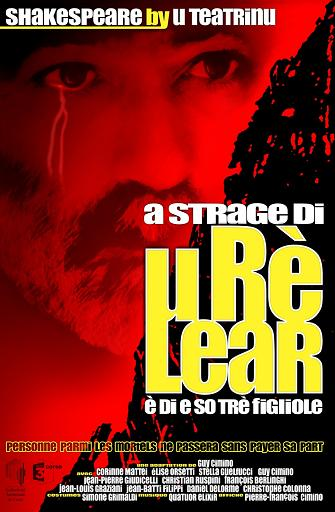 SHAKESPEARE by U TEATRINU
A STRAGE DI
U RÈ
LEAR
È DI E SO TRÈ FIGLIOLE
PERSONNE PARMI LES MORTELS NE PASSERA SANS PAYER SA PART
UNE ADAPTATION DE GUY CIMINO
AVEC CORINNE MATTEI ELISE ORSETTI STELLA GUELFUCCI GUY CIMINO
JEAN-PIERRE GIUDICELLI CHRISTIAN RUSPINI FRANÇOIS BERLINGHI
JEAN-LOUIS GRAZIANI JEAN-BATTI FILIPPI DANIEL DELORME CHRISTOPHE COLONNA
COSTUMES SIMONE GRIMALDI MUSIQUE QUATUOR ELIXIR AFFICHE PIERRE-FRANÇOIS CIMINO
3 corse